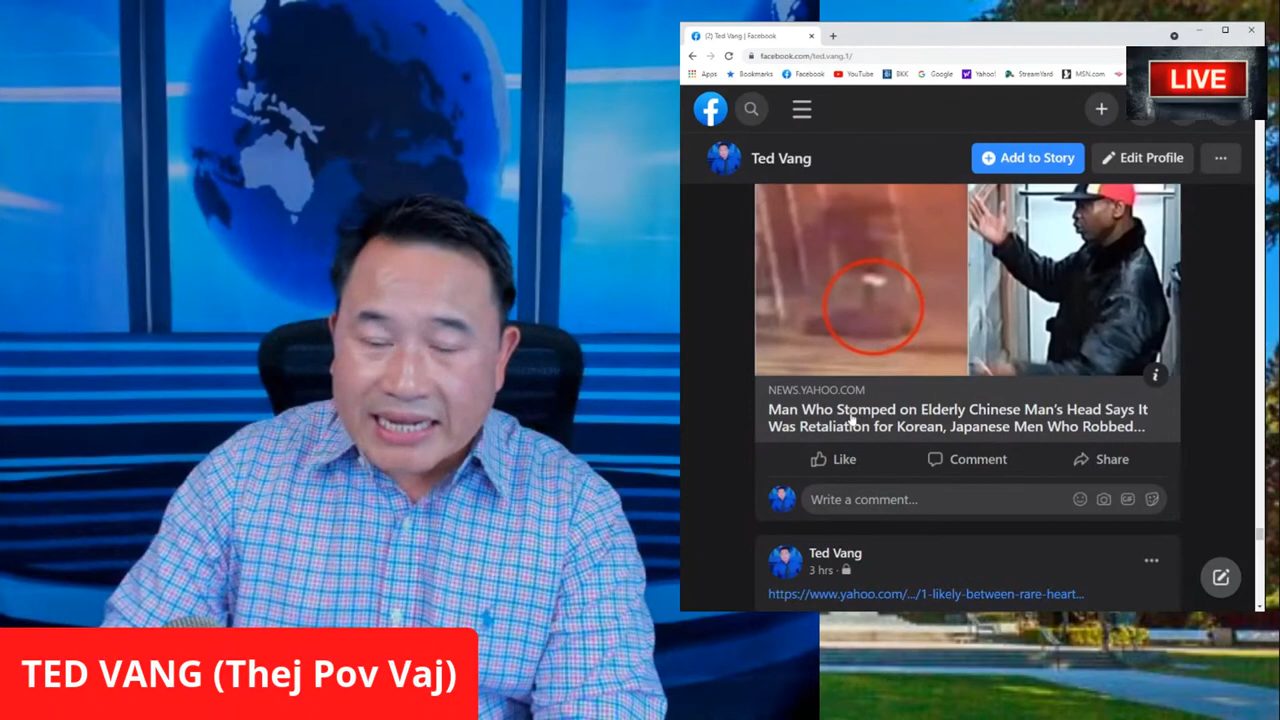 (2) Ted Vang | Facebook
facebook.com/ted.vang.1/
Apps Bookmarks Facebook YouTube BKK Google Yahoo! StreamYard MSN.com
LIVE
Ted Vang
Add to Story
Edit Profile
NEWS.YAHOO.COM
Man Who Stomped on Elderly Chinese Man's Head Says It
Was Retaliation for Korean, Japanese Men Who Robbed...
Like
Comment
Share
Write a comment...
GIF
Ted Vang
3 hrs ·
https://www.yahoo.com/.../1-likely-between-rare-heart...
TED VANG (Thej Pov Vaj)